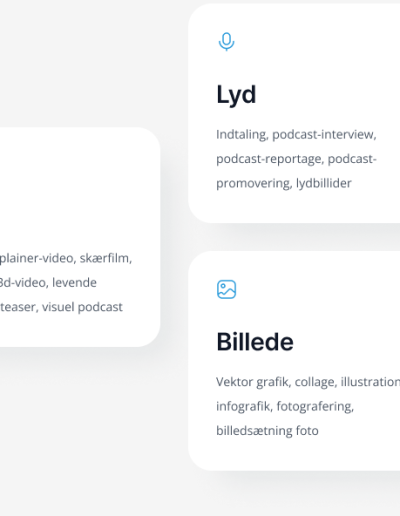 plainer-video, skærfilm,
3d-video, levende
teaser, visuel podcast
Lyd
Indtaling, podcast-interview,
podcast-reportage, podcast-
promovering, lydbillider
Billede
Vektor grafik, collage, illustration
infografik, fotografering,
billedsætning foto